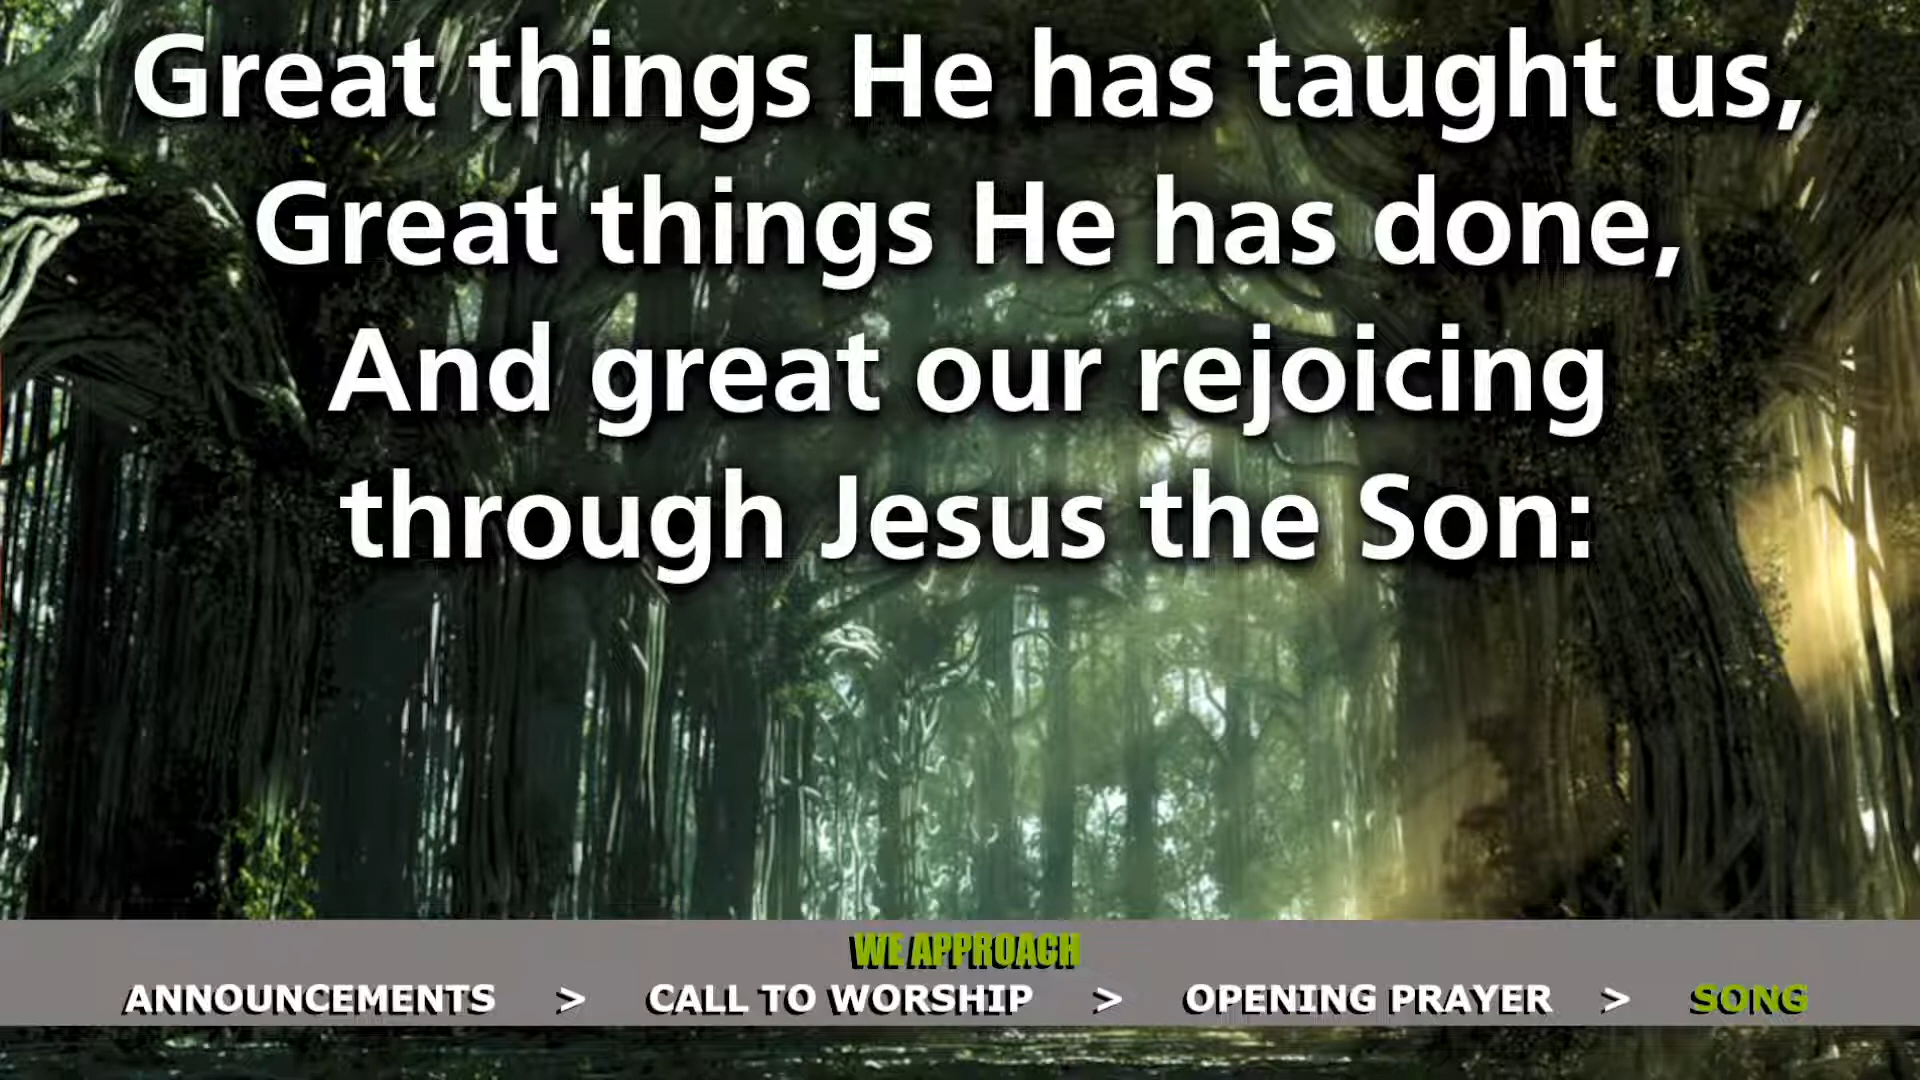 Great things He has taught us,
Great things He has done,
And great our rejoicing
through Jesus the Son:
WE APPROACH
ANNOUNCEMENTS > CALL TO WORSHIP > OPENING PRAYER > SONG